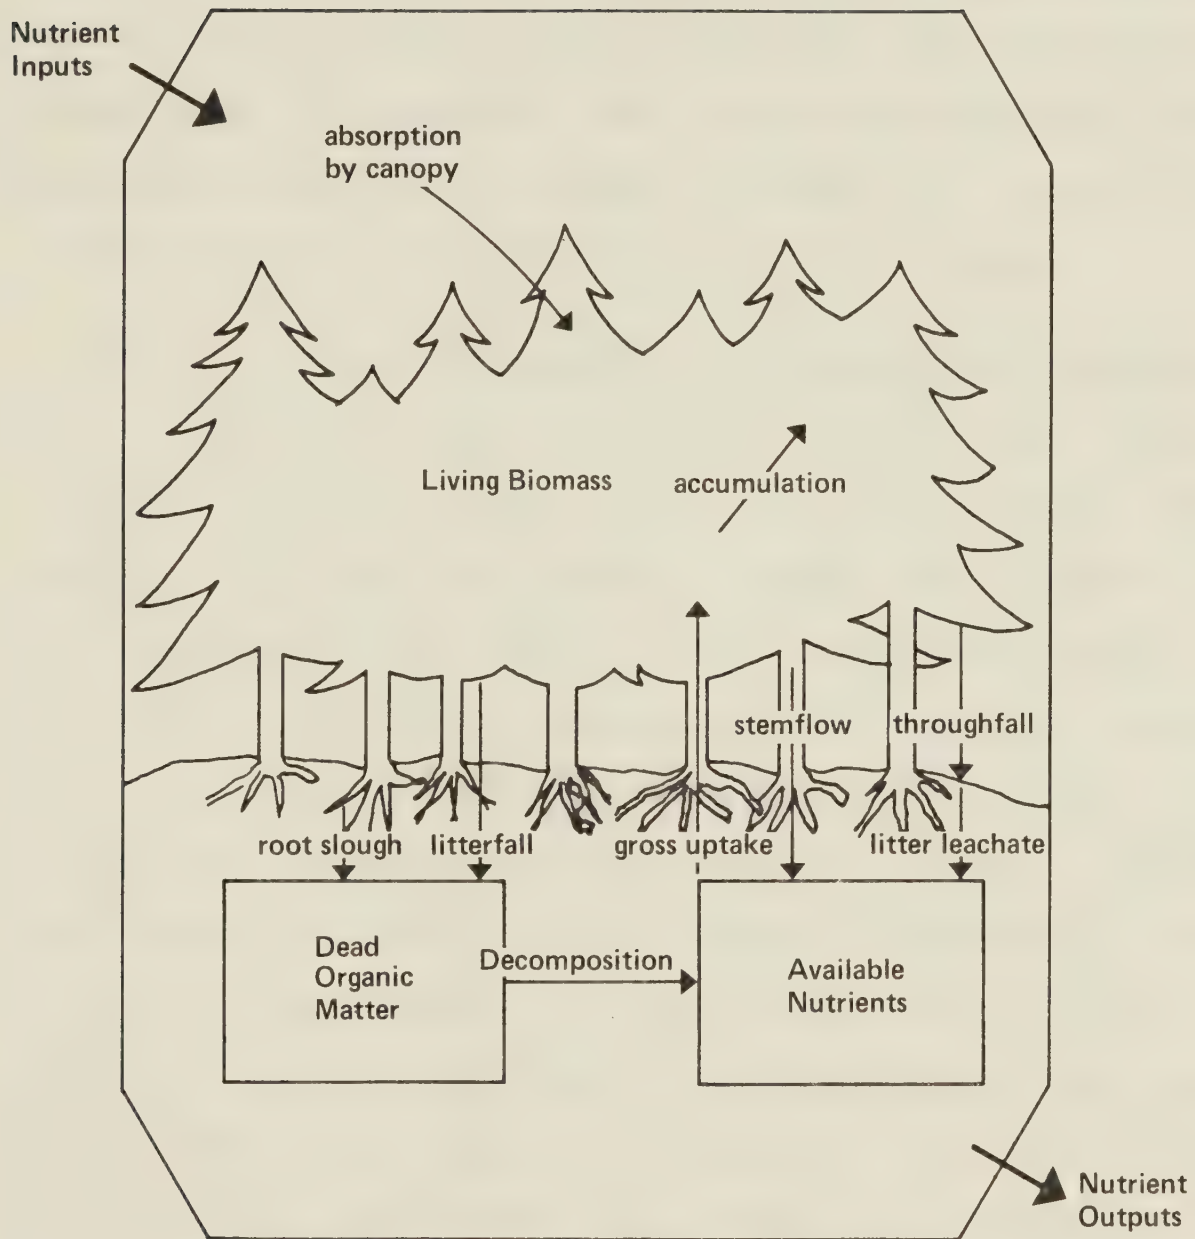 Nutrient
Inputs
absorption
by canopy
Living Biomass
accumulation
stemflow
throughfall
root slough
litterfall
gross uptake
litter leachate
Dead
Organic
Matter
Decomposition
Available
Nutrients
Nutrient
Outputs